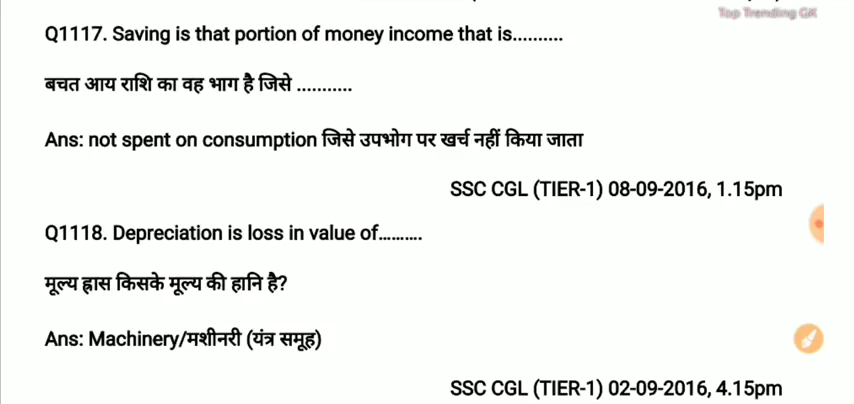 Top Trending GK
Q1117. Saving is that portion of money income that is..........
बचत आय राशि का वह भाग है जिसे ............
Ans: not spent on consumption जिसे उपभोग पर खर्च नहीं किया जाता
SSC CGL (TIER-1) 08-09-2016, 1.15pm
Q1118. Depreciation is loss in value of..........
मूल्य ह्रास किसके मूल्य की हानि है?
Ans: Machinery/मशीनरी (यंत्र समूह)
SSC CGL (TIER-1) 02-09-2016, 4.15pm